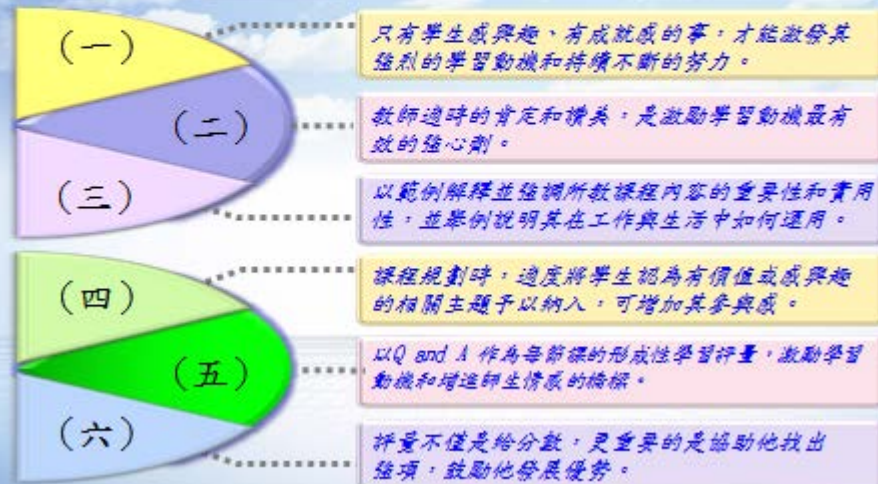 (一)
只有學生感興趣、有成就感的事，才能激發其
強烈的學習動機和持續不斷的努力。
(二)
教師適時的肯定和讚美，是激勵學習動機最有
效的強心劑。
(三)
以範例解釋並強調所教課程內容的重要性和實用
性，並舉例說明其在工作與生活中如何運用。
(四)
課程規劃時，適度將學生認為有價值或感興趣
的相關主題予以納入，可增加其參與感。
(五)
以Q and A 作為每節課的形成性學習評量，激勵學習
動機和增進師生情感的橋樑。
(六)
評量不僅是給分數，更重要的是協助他找出
強項，鼓勵他發展優勢。